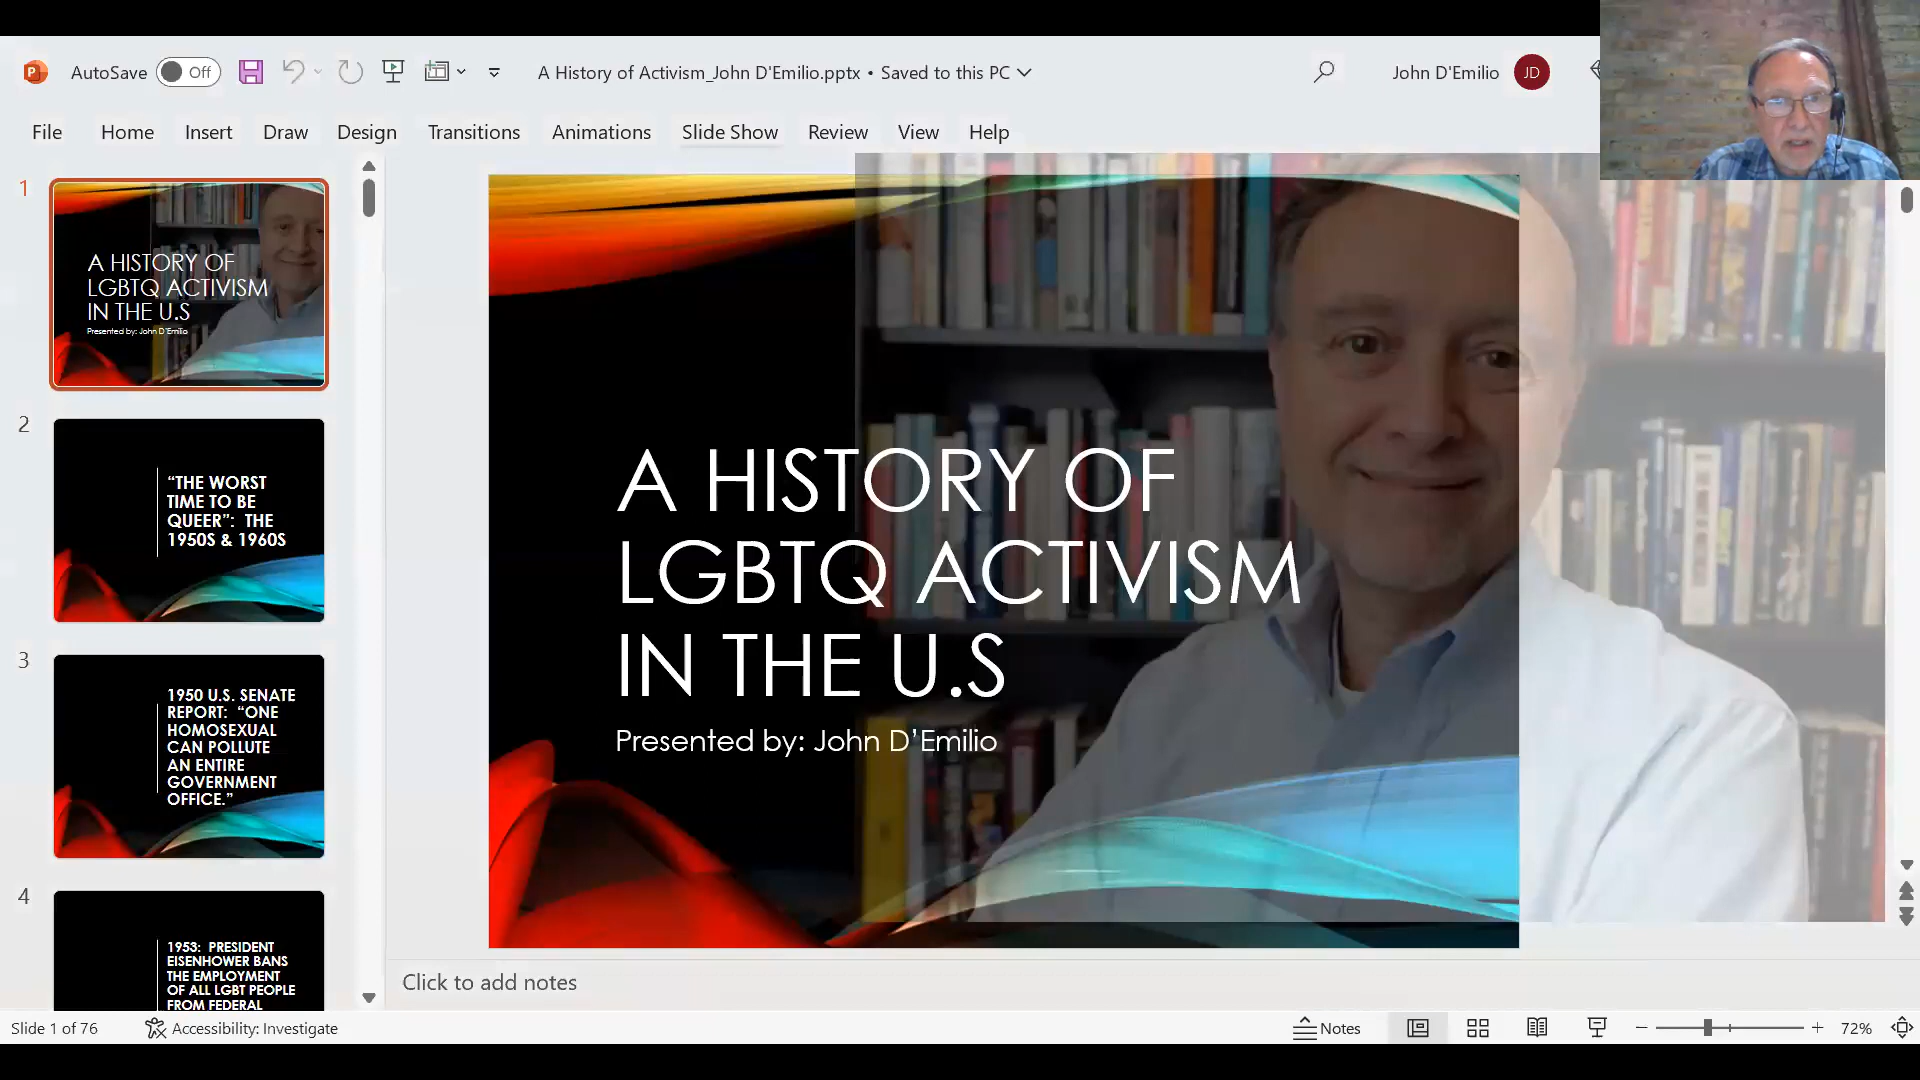 AutoSave Off
A History of Activism_John D'Emilio.pptx • Saved to this PC
John D'Emilio JD
File Home Insert Draw Design Transitions Animations Slide Show Review View Help
1
A HISTORY OF
LGBTQ ACTIVISM
IN THE U.S
Presented by: John D'Emilio
2
“THE WORST
TIME TO BE
QUEER”: THE
1950S & 1960S
3
1950 U.S. SENATE
REPORT: “ONE
HOMOSEXUAL
CAN POLLUTE
AN ENTIRE
GOVERNMENT
OFFICE.”
4
1953: PRESIDENT
EISENHOWER BANS
THE EMPLOYMENT
OF ALL LGBT PEOPLE
FROM FEDERAL
A HISTORY OF
LGBTQ ACTIVISM
IN THE U.S
Presented by: John D’Emilio
Click to add notes
Slide 1 of 76 Accessibility: Investigate Notes 72%